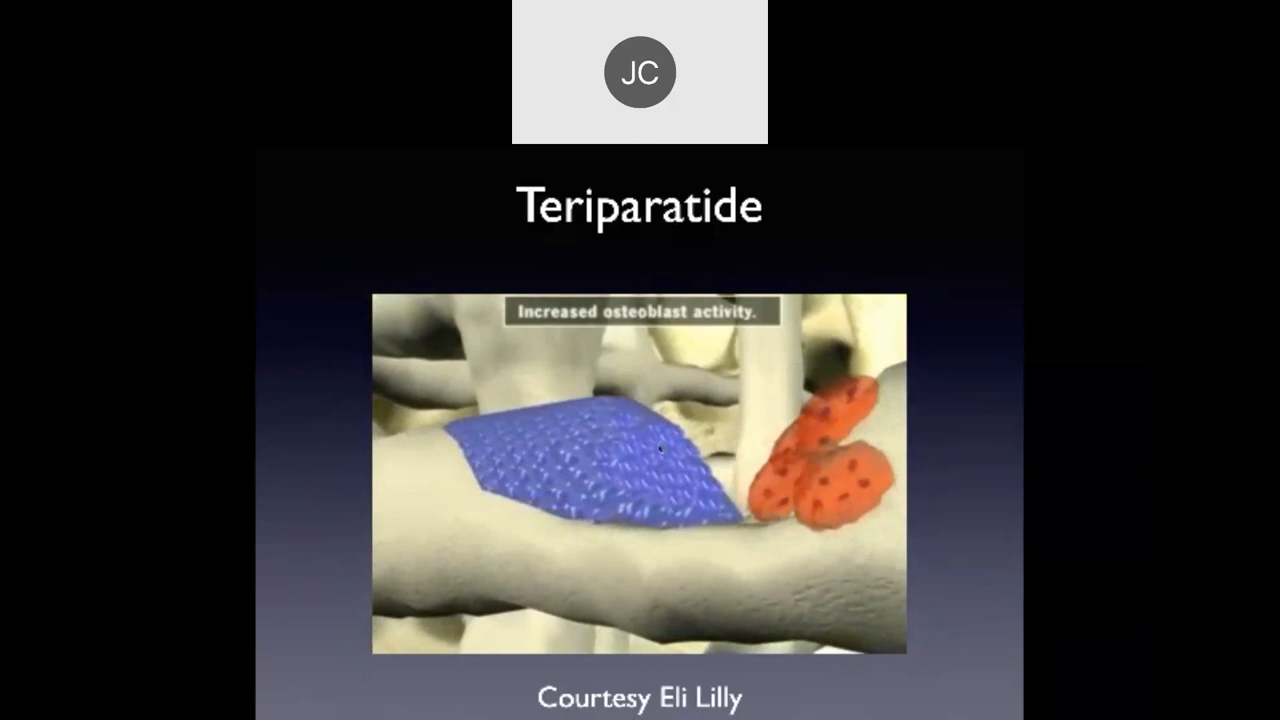 JC
Teriparatide
Increased osteoblast activity.
Courtesy Eli Lilly